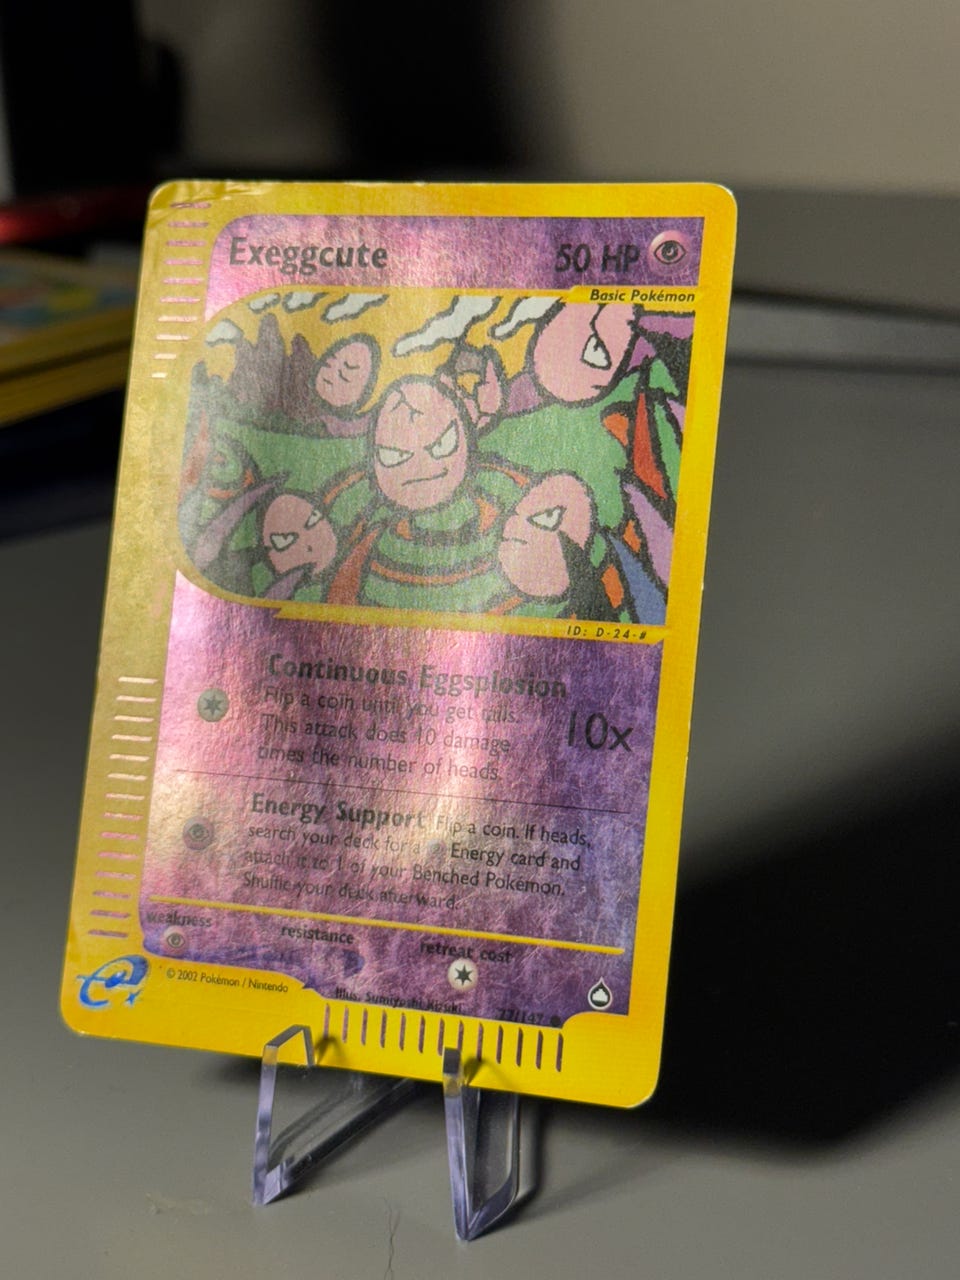 Exeggcute 50 HP
Basic Pokémon
ID: D-24-#
Continuous Eggsplosion
Flip a coin until you get tails.
This attack does 10 damage
times the number of heads.
10x
Energy Support Flip a coin. If heads,
search your deck for a Energy card and
attach it to 1 of your Benched Pokémon.
Shuffle your deck afterward.
weakness resistance retreat cost
e
© 2002 Pokémon / Nintendo
Illus. Sumiyoshi Kizuki
77/147